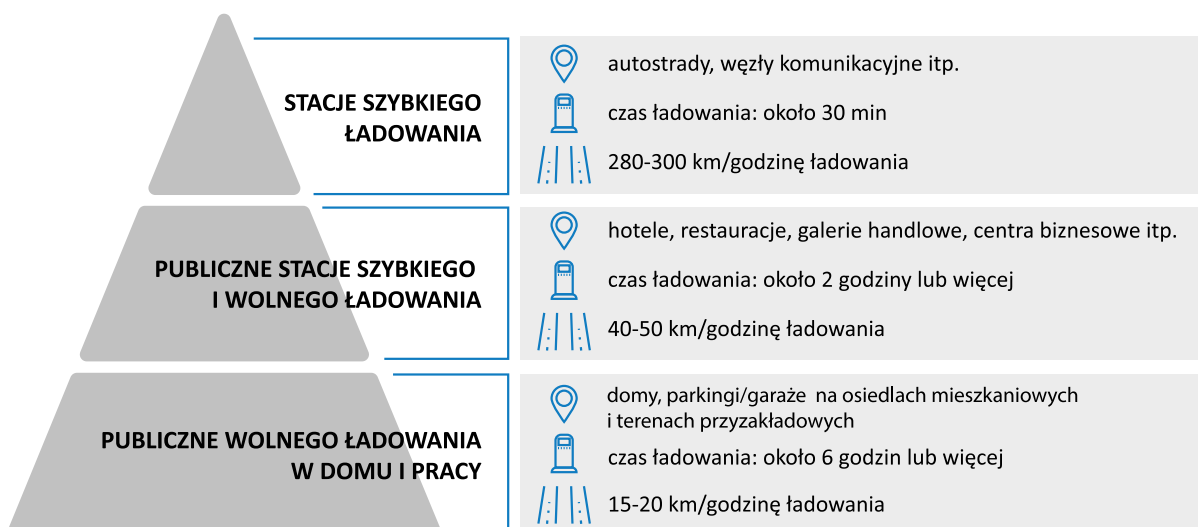 STACJE SZYBKIEGO
ŁADOWANIA
autostrady, węzły komunikacyjne itp.
czas ładowania: około 30 min
280-300 km/godzinę ładowania
PUBLICZNE STACJE SZYBKIEGO
I WOLNEGO ŁADOWANIA
hotele, restauracje, galerie handlowe, centra biznesowe itp.
czas ładowania: około 2 godziny lub więcej
40-50 km/godzinę ładowania
PUBLICZNE WOLNEGO ŁADOWANIA
W DOMU I PRACY
domy, parkingi/garaże na osiedlach mieszkaniowych
i terenach przyzakładowych
czas ładowania: około 6 godzin lub więcej
15-20 km/godzinę ładowania